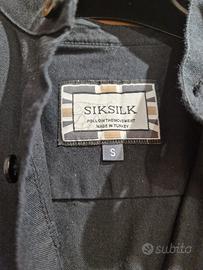 SIKSILK
FOLLOW THE MOVEMENT
MADE IN TURKEY
S
subito